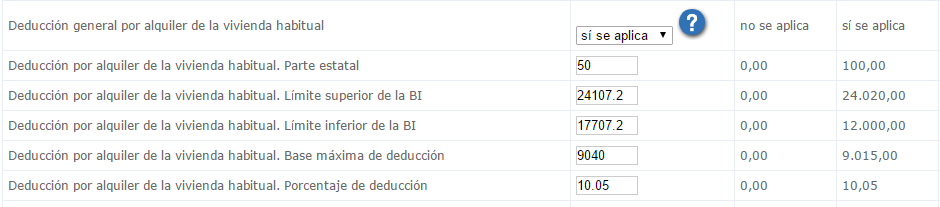 Deducción general por alquiler de la vivienda habitual sí se aplica ? no se aplica sí se aplica
Deducción por alquiler de la vivienda habitual. Parte estatal 50 0,00 100,00
Deducción por alquiler de la vivienda habitual. Límite superior de la BI 24107.2 0,00 24.020,00
Deducción por alquiler de la vivienda habitual. Límite inferior de la BI 17707.2 0,00 12.000,00
Deducción por alquiler de la vivienda habitual. Base máxima de deducción 9040 0,00 9.015,00
Deducción por alquiler de la vivienda habitual. Porcentaje de deducción 10.05 0,00 10,05